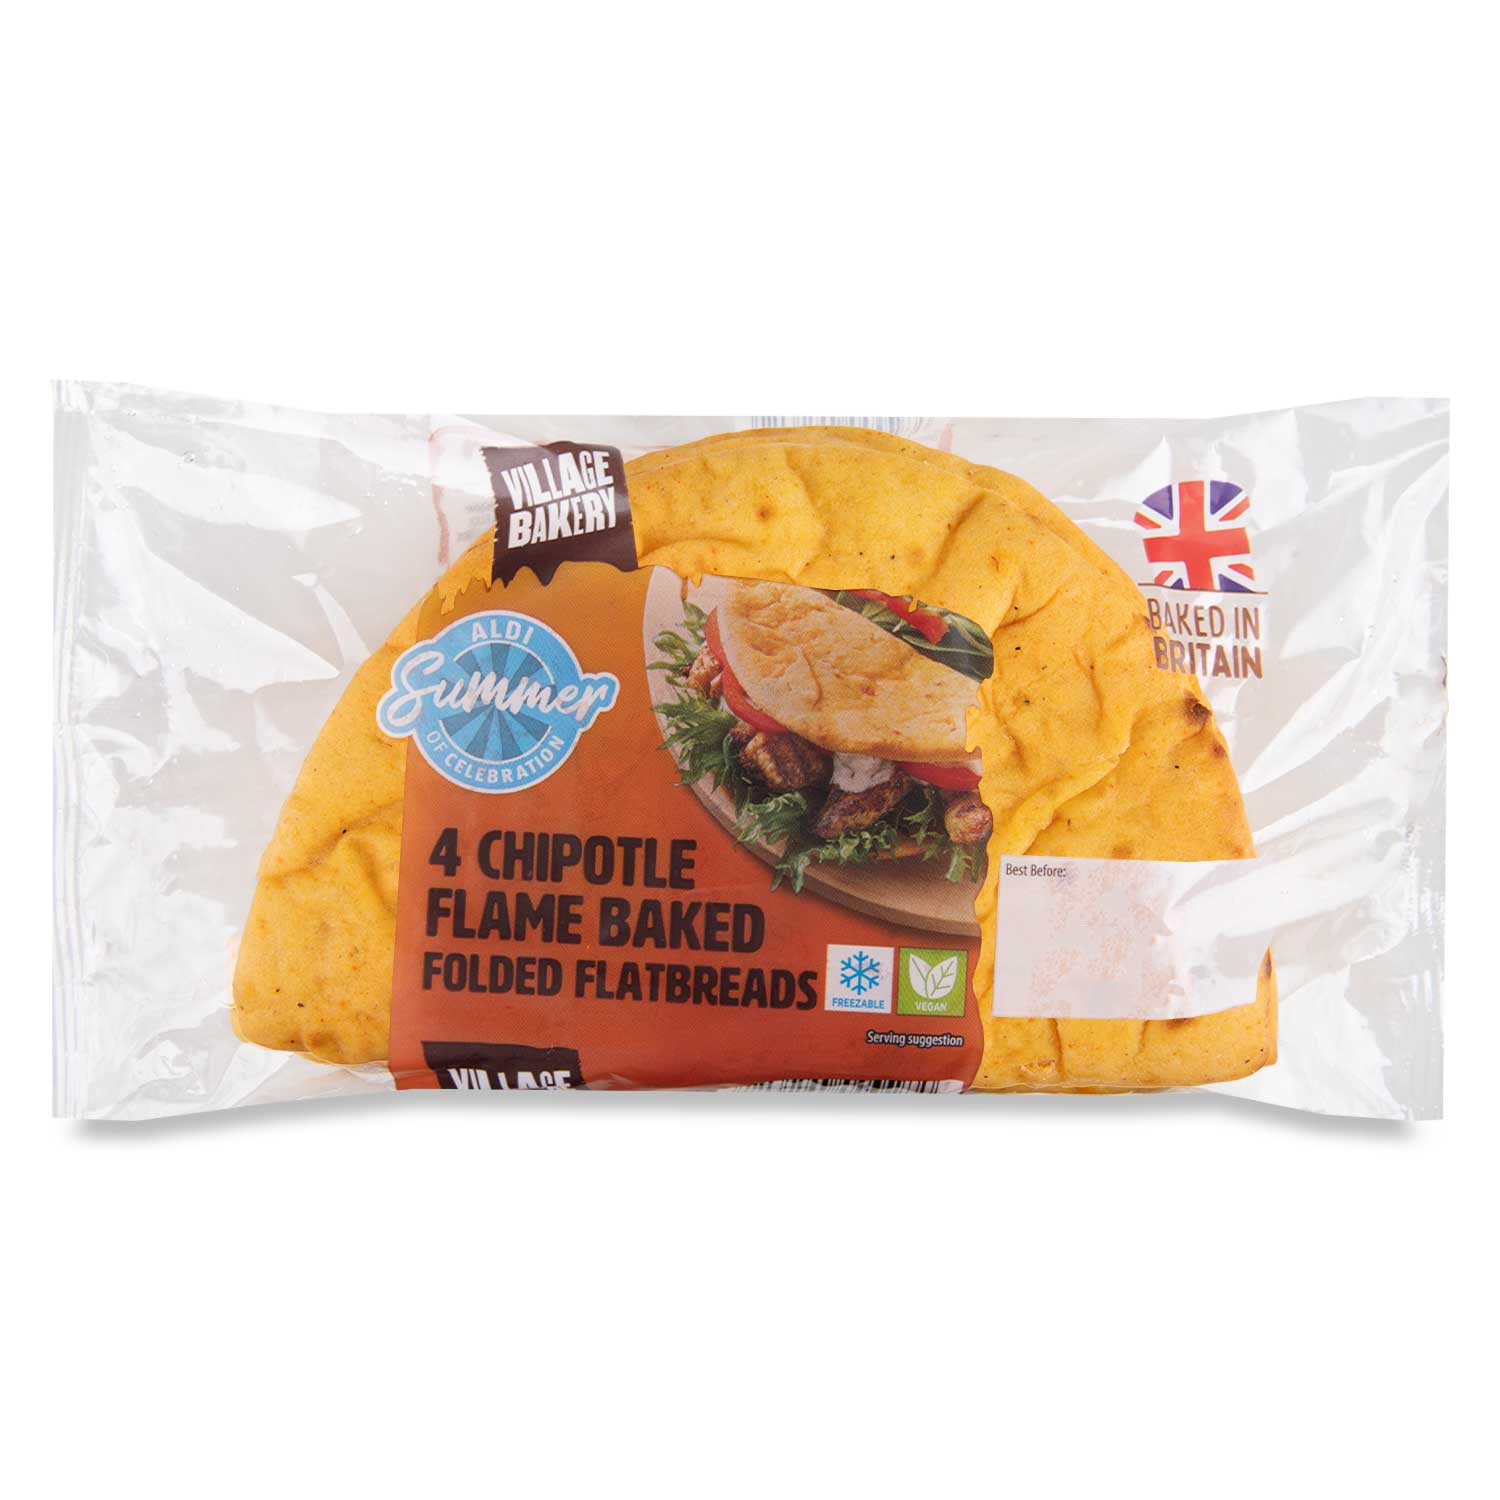 VILLAGE
BAKERY
BAKED IN
BRITAIN
ALDI
Summer
OF CELEBRATION
4 CHIPOTLE
FLAME BAKED
FOLDED FLATBREADS
Best Before:
FREEZABLE
VEGAN
Serving suggestion
VILLAGE